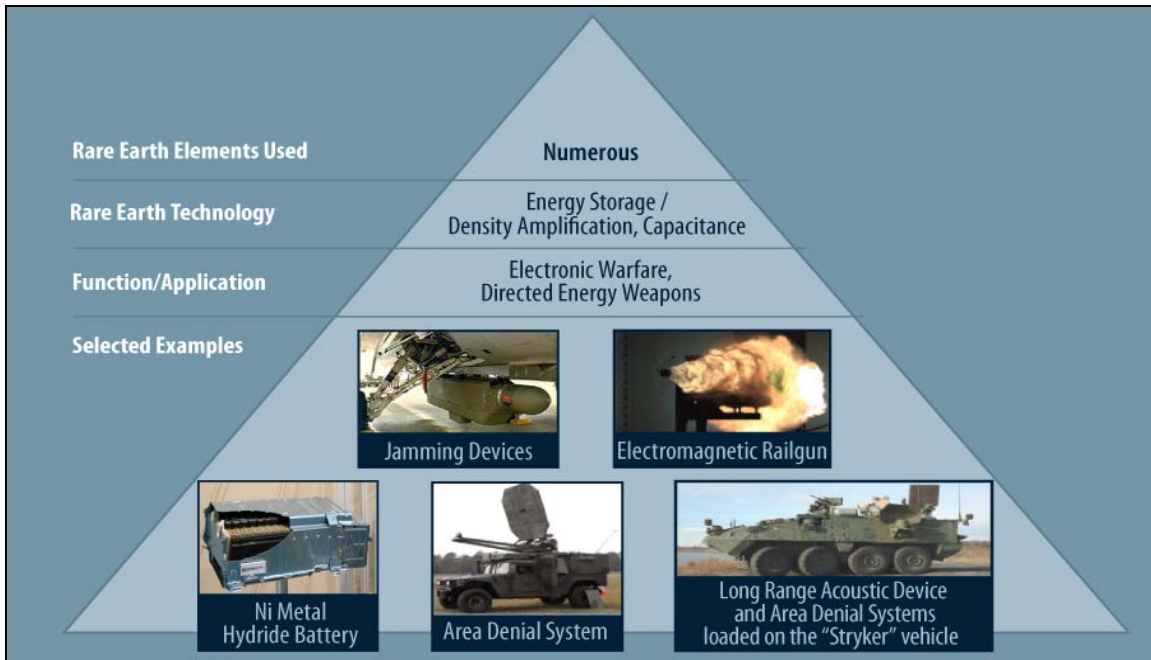 Rare Earth Elements Used
Numerous
Rare Earth Technology
Energy Storage /
Density Amplification, Capacitance
Function/Application
Electronic Warfare,
Directed Energy Weapons
Selected Examples
Jamming Devices
Electromagnetic Railgun
Ni Metal
Hydride Battery
Area Denial System
Long Range Acoustic Device
and Area Denial Systems
loaded on the “Stryker” vehicle